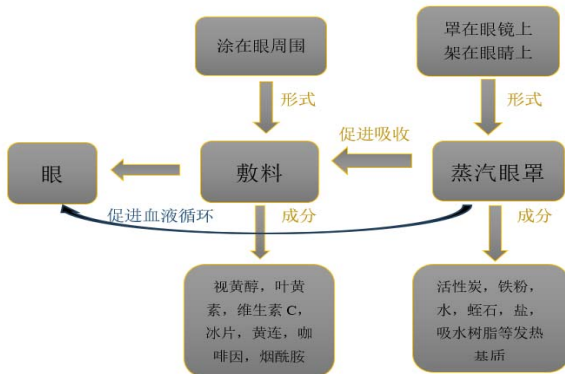 涂在眼周围
罩在眼镜上
架在眼睛上
形式
形式
促进吸收
眼
敷料
蒸汽眼罩
促进血液循环
成分
成分
视黄醇，叶黄
素，维生素 C，
冰片，黄连，咖
啡因，烟酰胺
活性炭，铁粉，
水，蛭石，盐，
吸水树脂等发热
基质